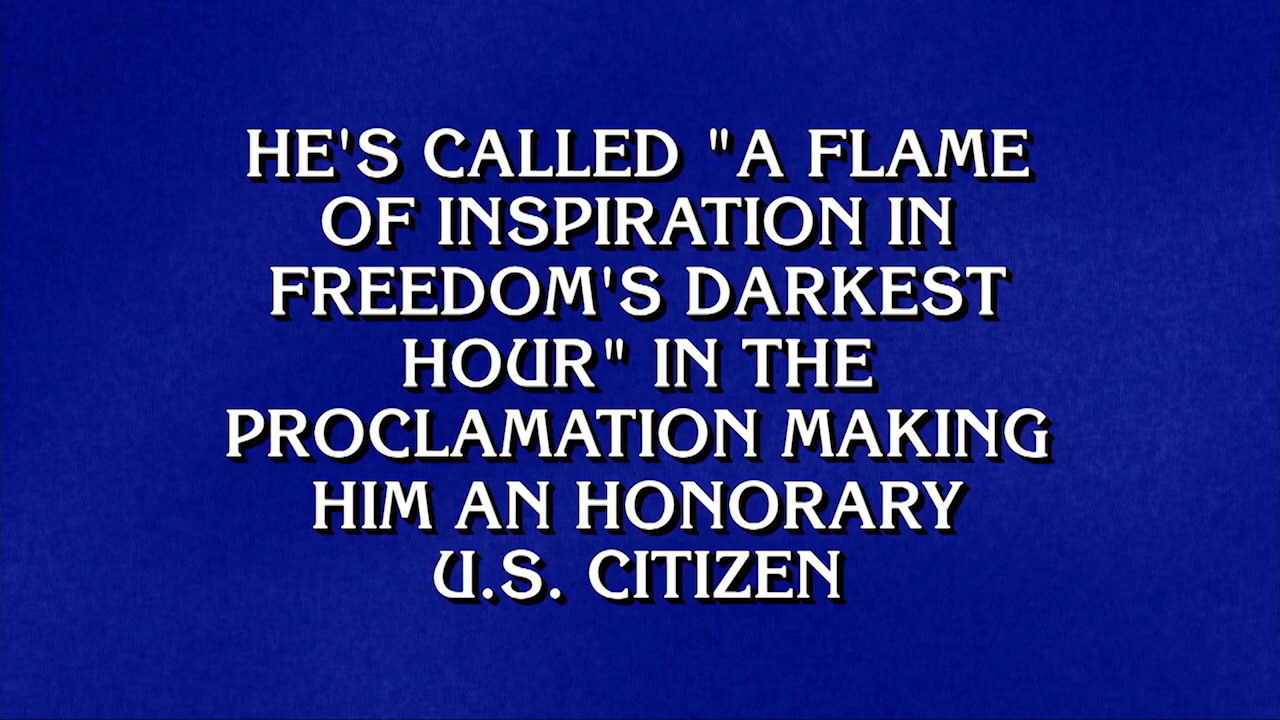 HE'S CALLED "A FLAME
OF INSPIRATION IN
FREEDOM'S DARKEST
HOUR" IN THE
PROCLAMATION MAKING
HIM AN HONORARY
U.S. CITIZEN